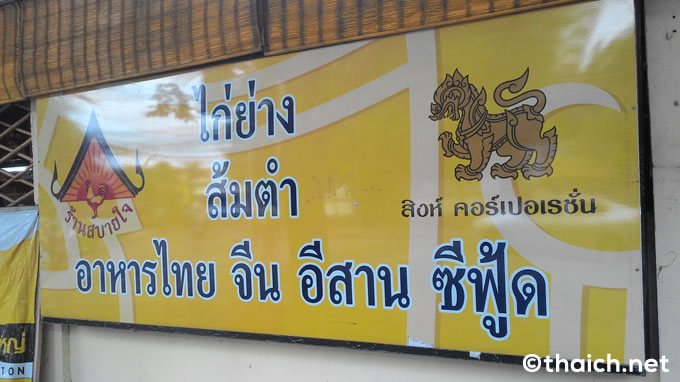 ไก่ย่าง
ส้มตำ
ร้านสบายใจ
สิงห์ คอร์เปอเรชั่น
อาหารไทย จีน อีสาน ซีฟู้ด
©thaich.net